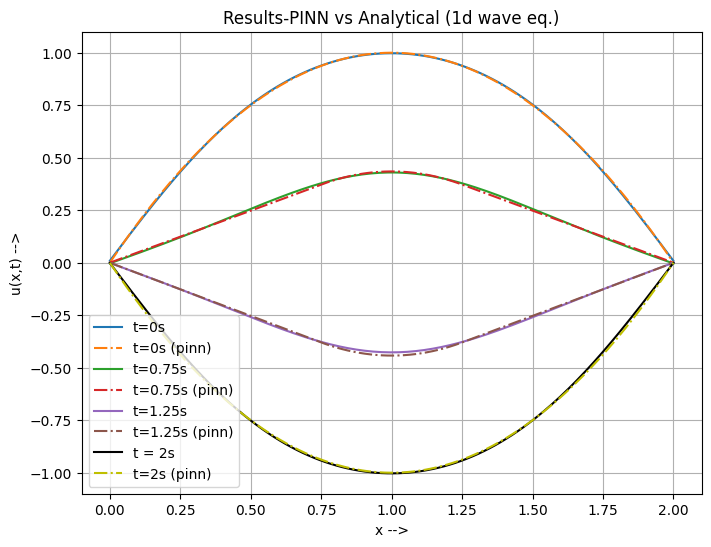 Results-PINN vs Analytical (1d wave eq.)
u(x,t) -->
1.00
0.75
0.50
0.25
0.00
−0.25
−0.50
−0.75
−1.00
t=0s
t=0s (pinn)
t=0.75s
t=0.75s (pinn)
t=1.25s
t=1.25s (pinn)
t = 2s
t=2s (pinn)
0.00 0.25 0.50 0.75 1.00 1.25 1.50 1.75 2.00
x -->